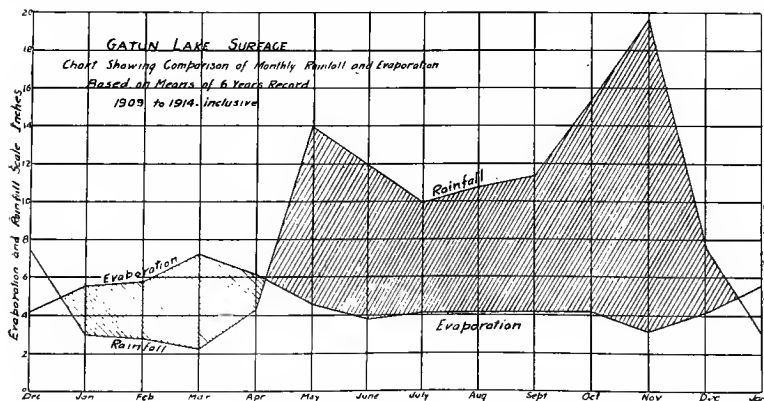 GATUN LAKE SURFACE
Chart Showing Comparison of Monthly Rainfall and Evaporation
Based on Means of 6 Years Record
1909 to 1914 inclusive
Evaporation and Rainfall Scale Inches
20
18
16
14
12
10
8
6
4
2
0
Evaporation
Rainfall
Rainfall
Evaporation
Dec Jan Feb Mar Apr May June July Aug Sept Oct Nov Dec Jan